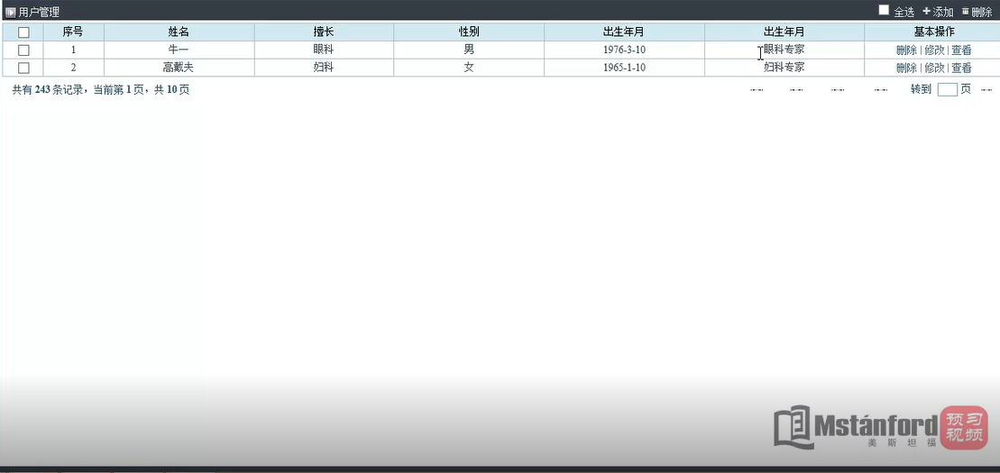 用户管理 全选 添加 删除
序号 姓名 擅长 性别 出生年月 出生年月 基本操作
1 牛一 眼科 男 1976-3-10 眼科专家 删除 | 修改 | 查看
2 高戴夫 妇科 女 1965-1-10 妇科专家 删除 | 修改 | 查看
共有 243 条记录，当前第 1 页，共 10 页 转到 页
Mstánford
美斯坦福
预习
视频